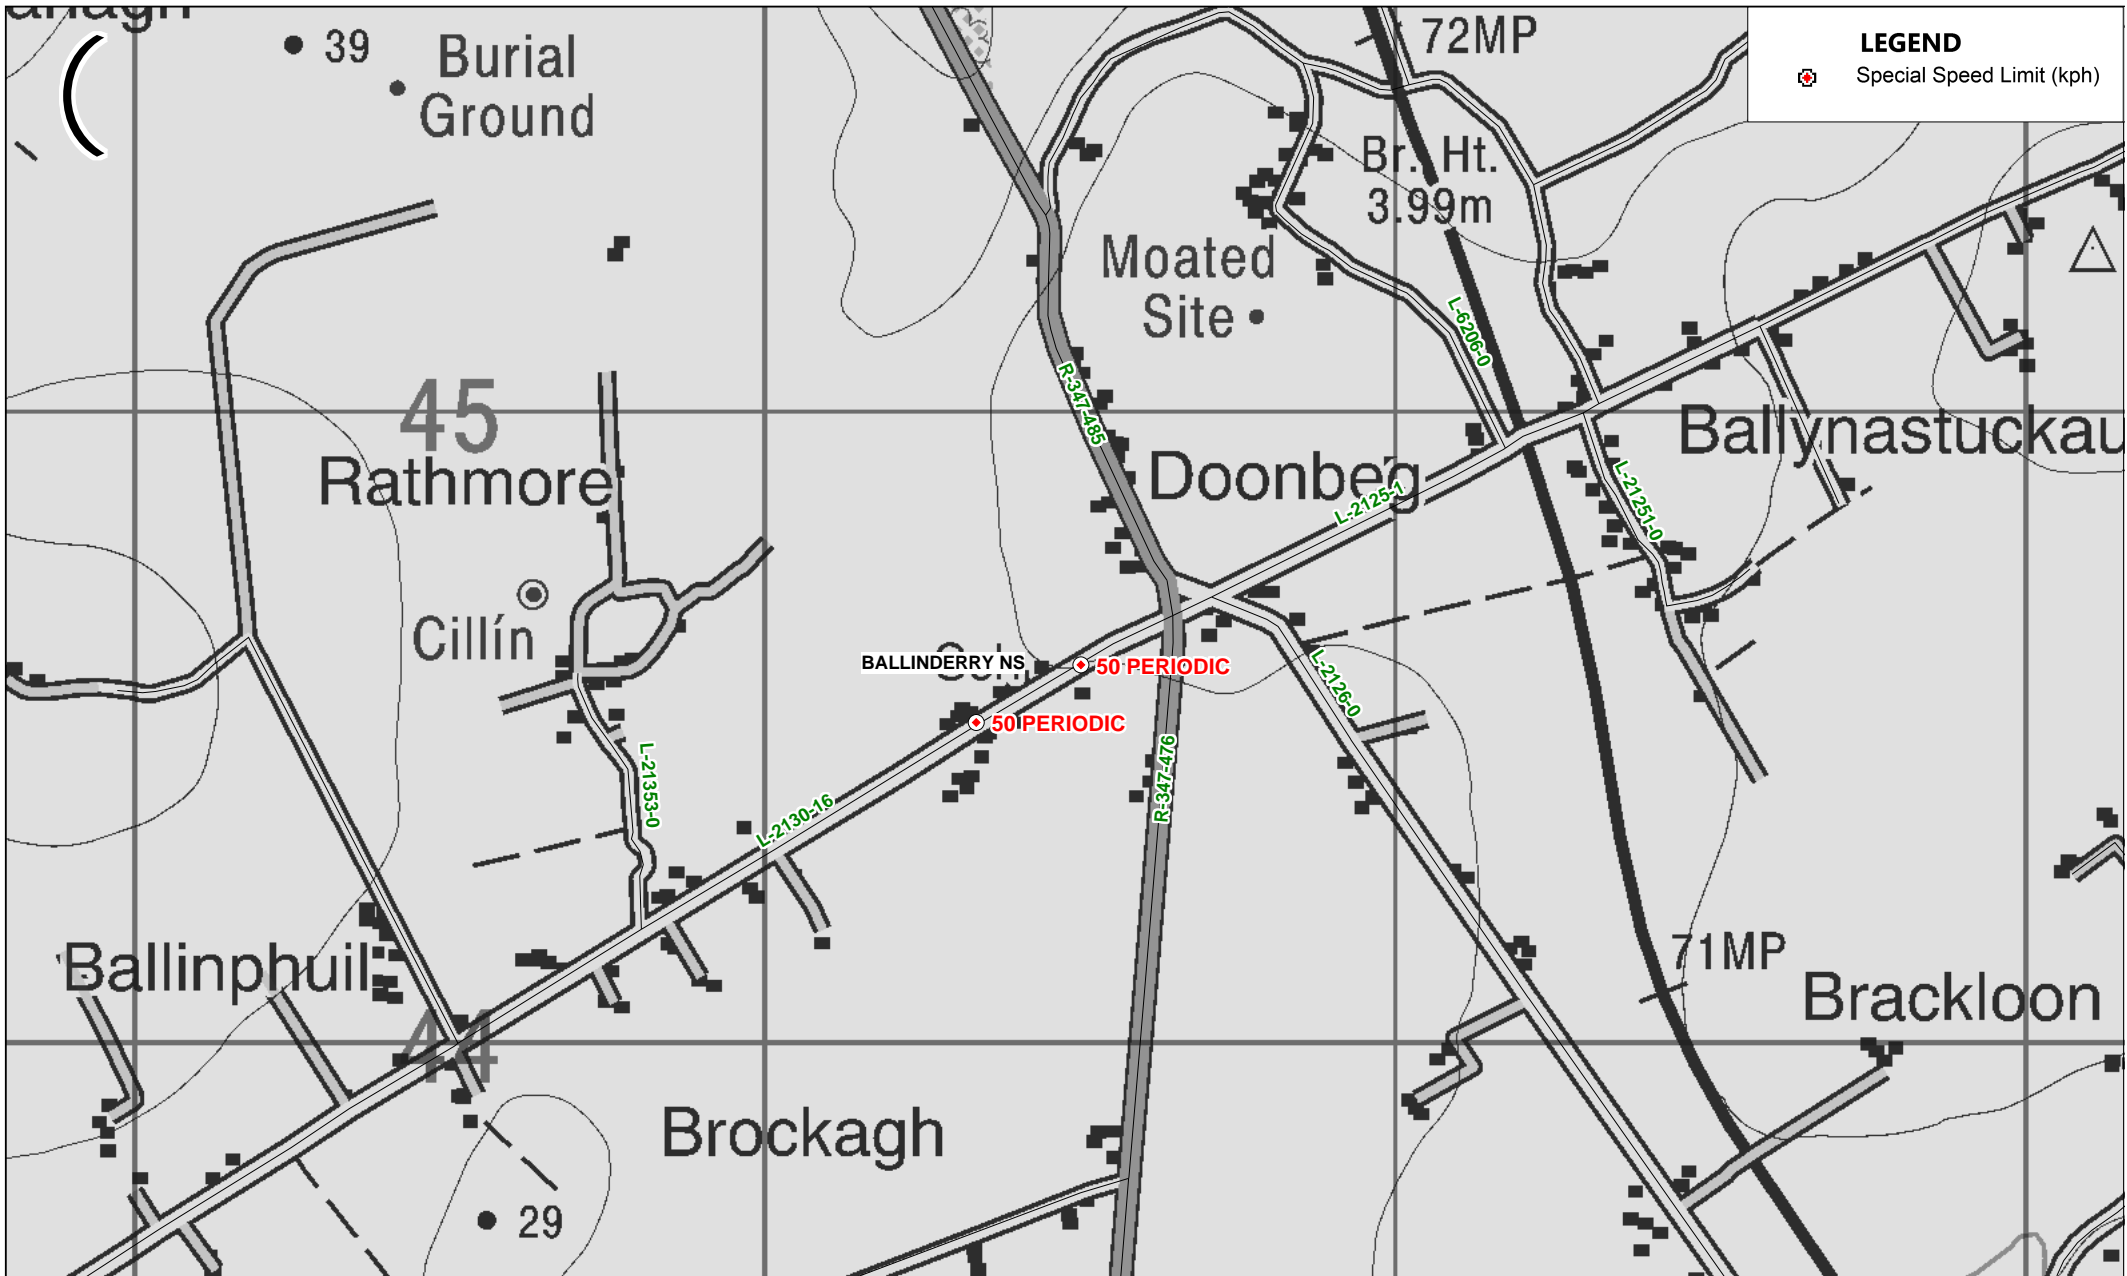 39
Burial
Ground
72MP
LEGEND
Special Speed Limit (kph)
Br. Ht.
3.99m
Moated
Site
L-6206-0
R-347-485
45
Rathmore
Doonbeg
Ballynastuckau
L-2125-1
L-21251-0
Cillín
BALLINDERRY NS
Sch.
50 PERIODIC
50 PERIODIC
L-2126-0
L-21353-0
R-347-476
L-2130-16
71MP
Ballinphuil
Brackloon
44
Brockagh
29